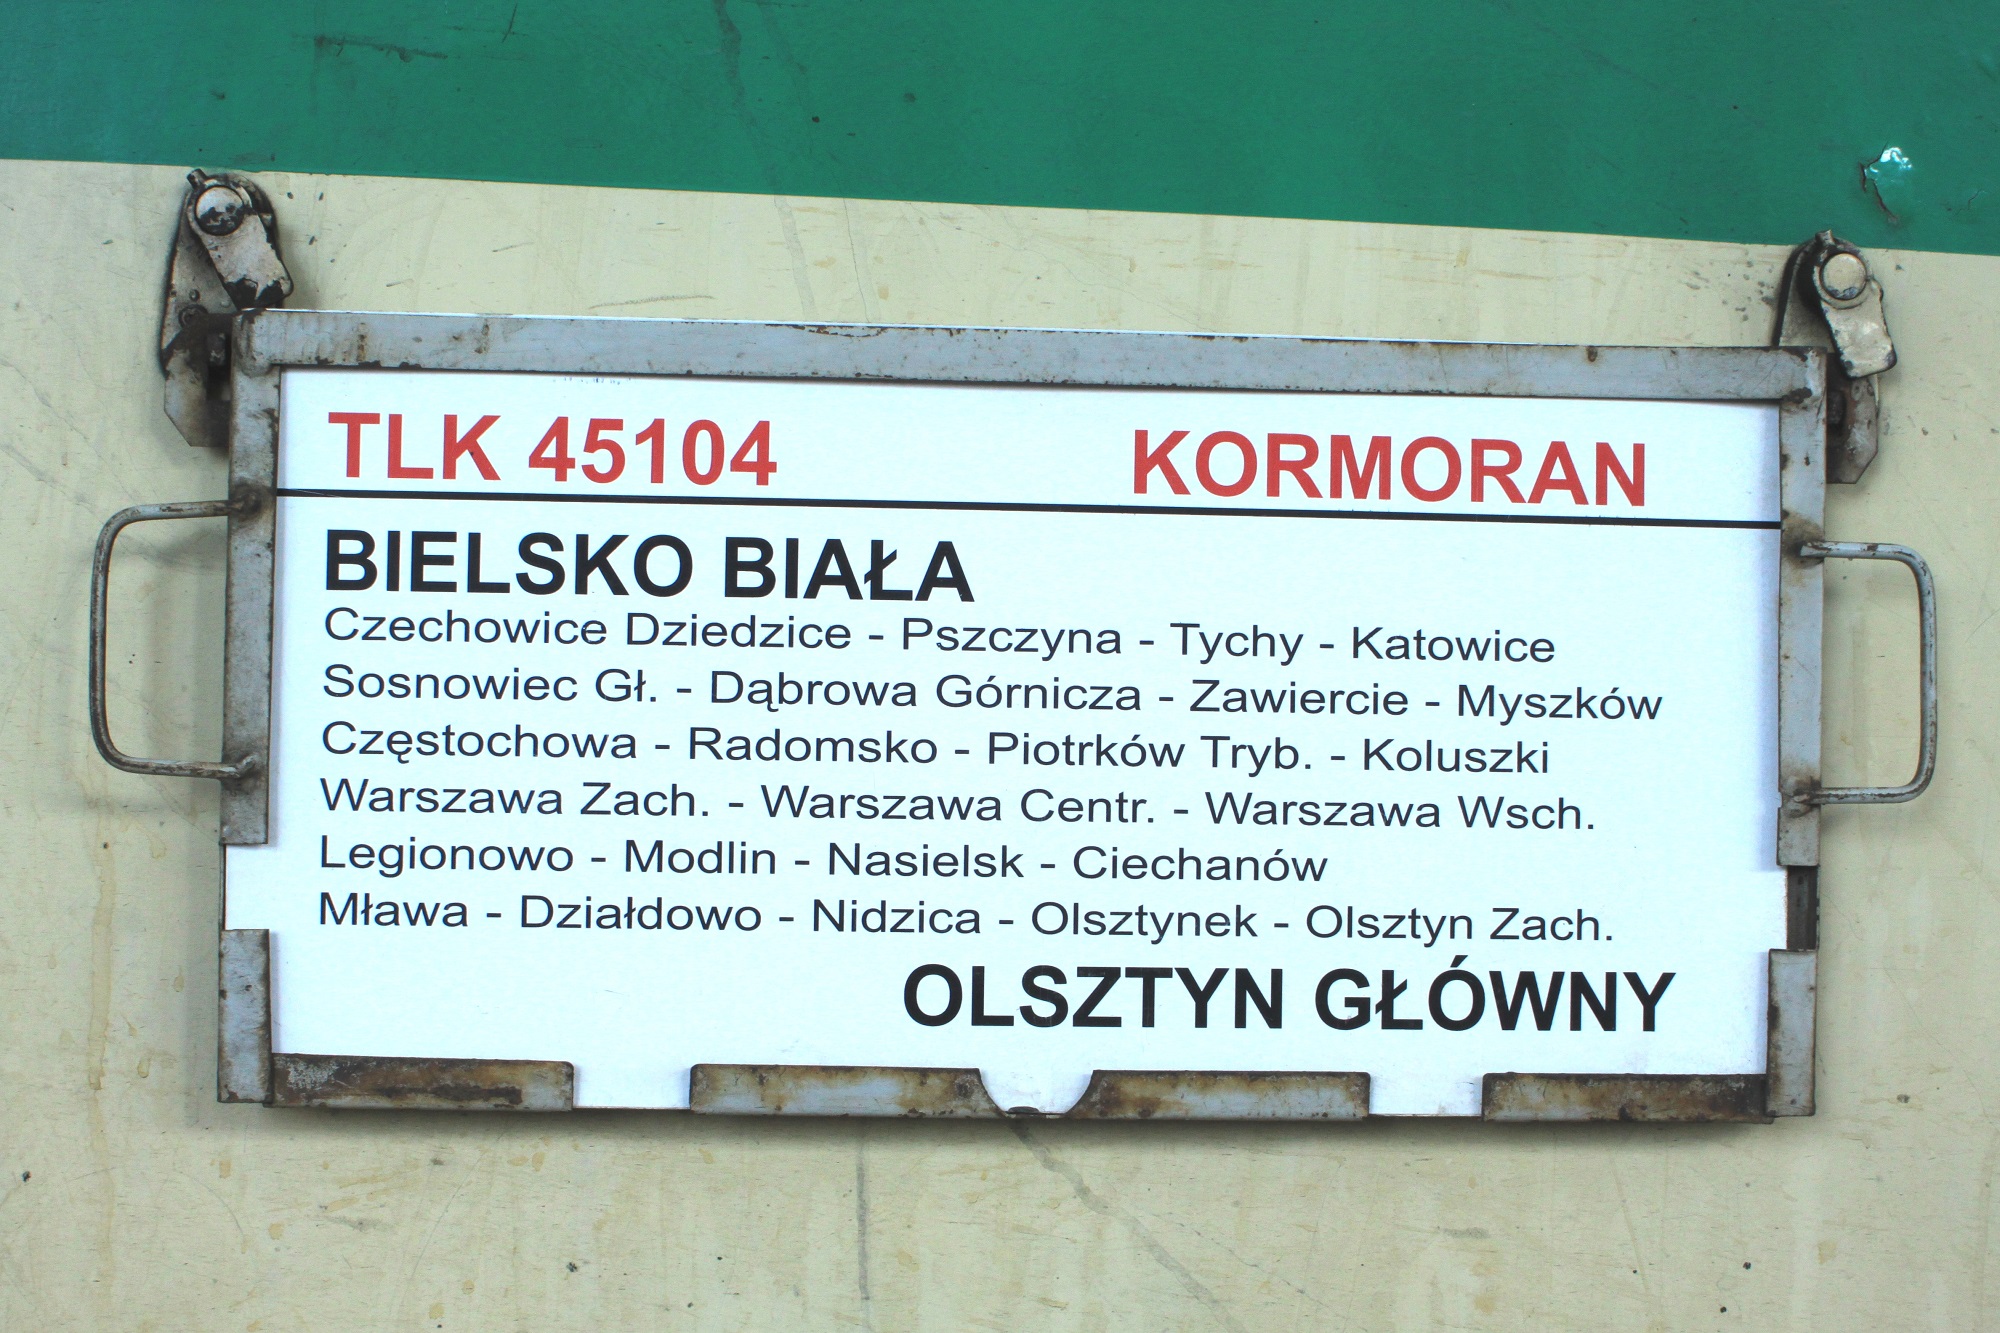 TLK 45104 KORMORAN
BIELSKO BIAŁA
Czechowice Dziedzice - Pszczyna - Tychy - Katowice
Sosnowiec Gł. - Dąbrowa Górnicza - Zawiercie - Myszków
Częstochowa - Radomsko - Piotrków Tryb. - Koluszki
Warszawa Zach. - Warszawa Centr. - Warszawa Wsch.
Legionowo - Modlin - Nasielsk - Ciechanów
Mława - Działdowo - Nidzica - Olsztynek - Olsztyn Zach.
OLSZTYN GŁÓWNY